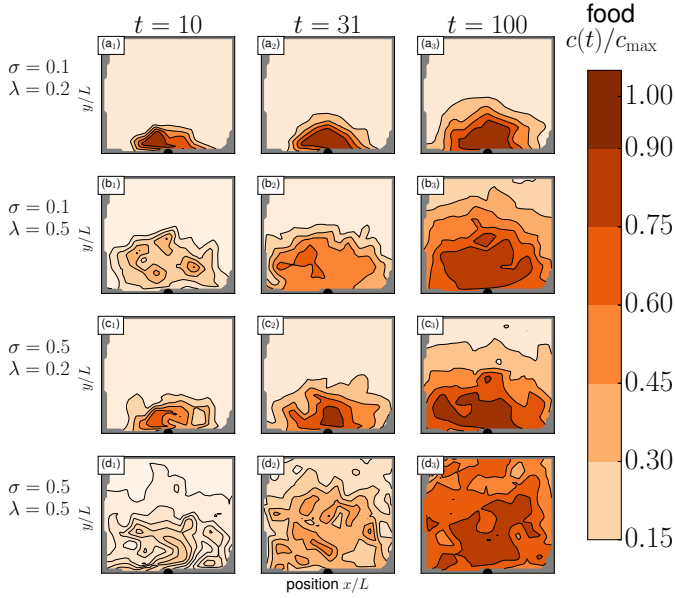 t = 10
t = 31
t = 100
food
c(t)/c_max
σ = 0.1
λ = 0.2
y/L
(a₁)
(a₂)
(a₃)
σ = 0.1
λ = 0.5
y/L
(b₁)
(b₂)
(b₃)
σ = 0.5
λ = 0.2
y/L
(c₁)
(c₂)
(c₃)
σ = 0.5
λ = 0.5
y/L
(d₁)
(d₂)
(d₃)
position x/L
1.00
0.90
0.75
0.60
0.45
0.30
0.15